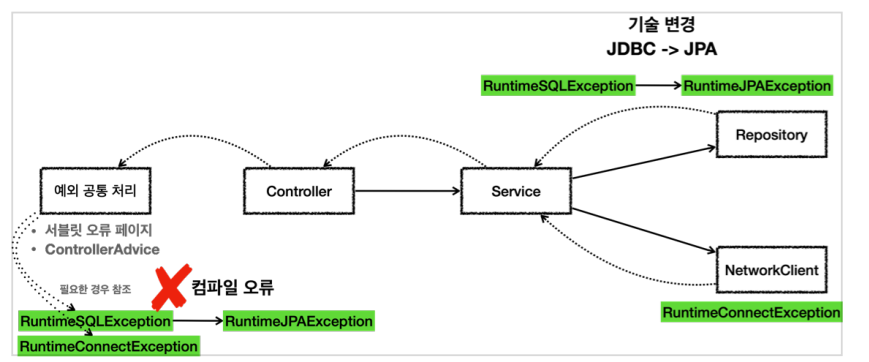 기술 변경
JDBC -> JPA
RuntimeSQLException
RuntimeJPAException
Repository
예외 공통 처리
Controller
Service
• 서블릿 오류 페이지
• ControllerAdvice
NetworkClient
필요한 경우 참조
컴파일 오류
RuntimeConnectException
RuntimeSQLException
RuntimeJPAException
RuntimeConnectException